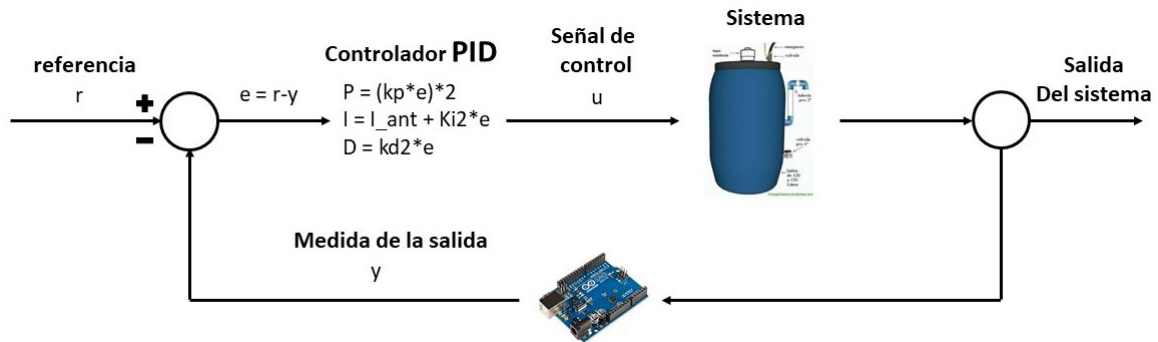 Sistema
referencia
r
+
−
e = r-y
Controlador PID
P = (kp*e)*2
I = I_ant + Ki2*e
D = kd2*e
Señal de
control
u
Salida
Del sistema
Medida de la salida
y